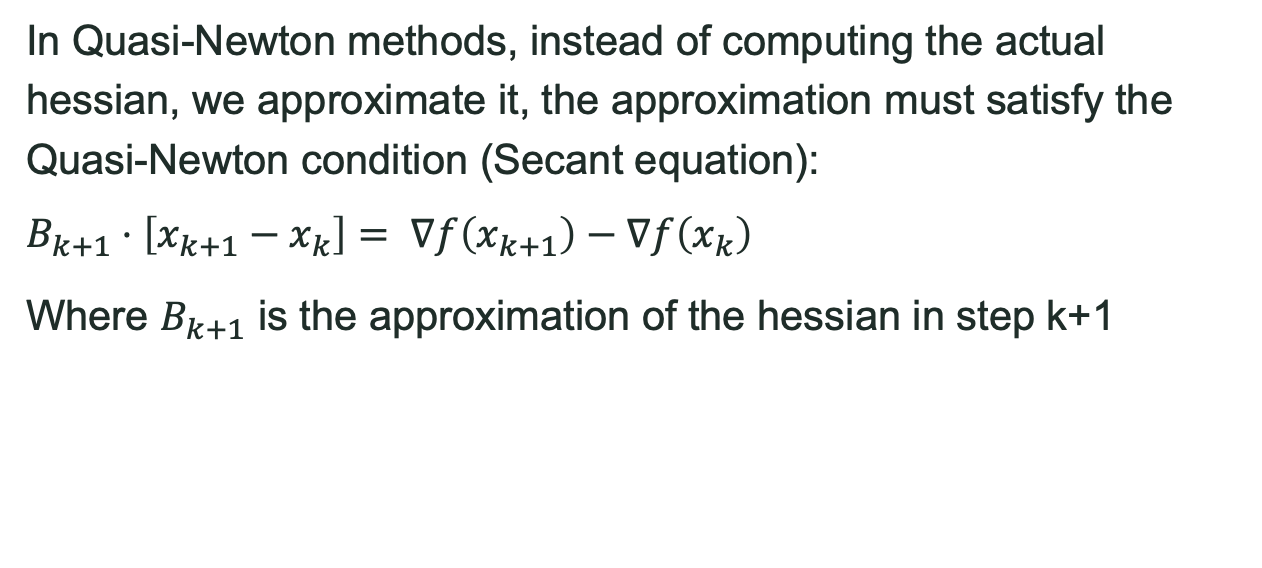 In Quasi-Newton methods, instead of computing the actual
hessian, we approximate it, the approximation must satisfy the
Quasi-Newton condition (Secant equation):
𝐵ₖ₊₁ · [𝑥ₖ₊₁ − 𝑥ₖ] = ∇𝑓(𝑥ₖ₊₁) − ∇𝑓(𝑥ₖ)
Where 𝐵ₖ₊₁ is the approximation of the hessian in step k+1